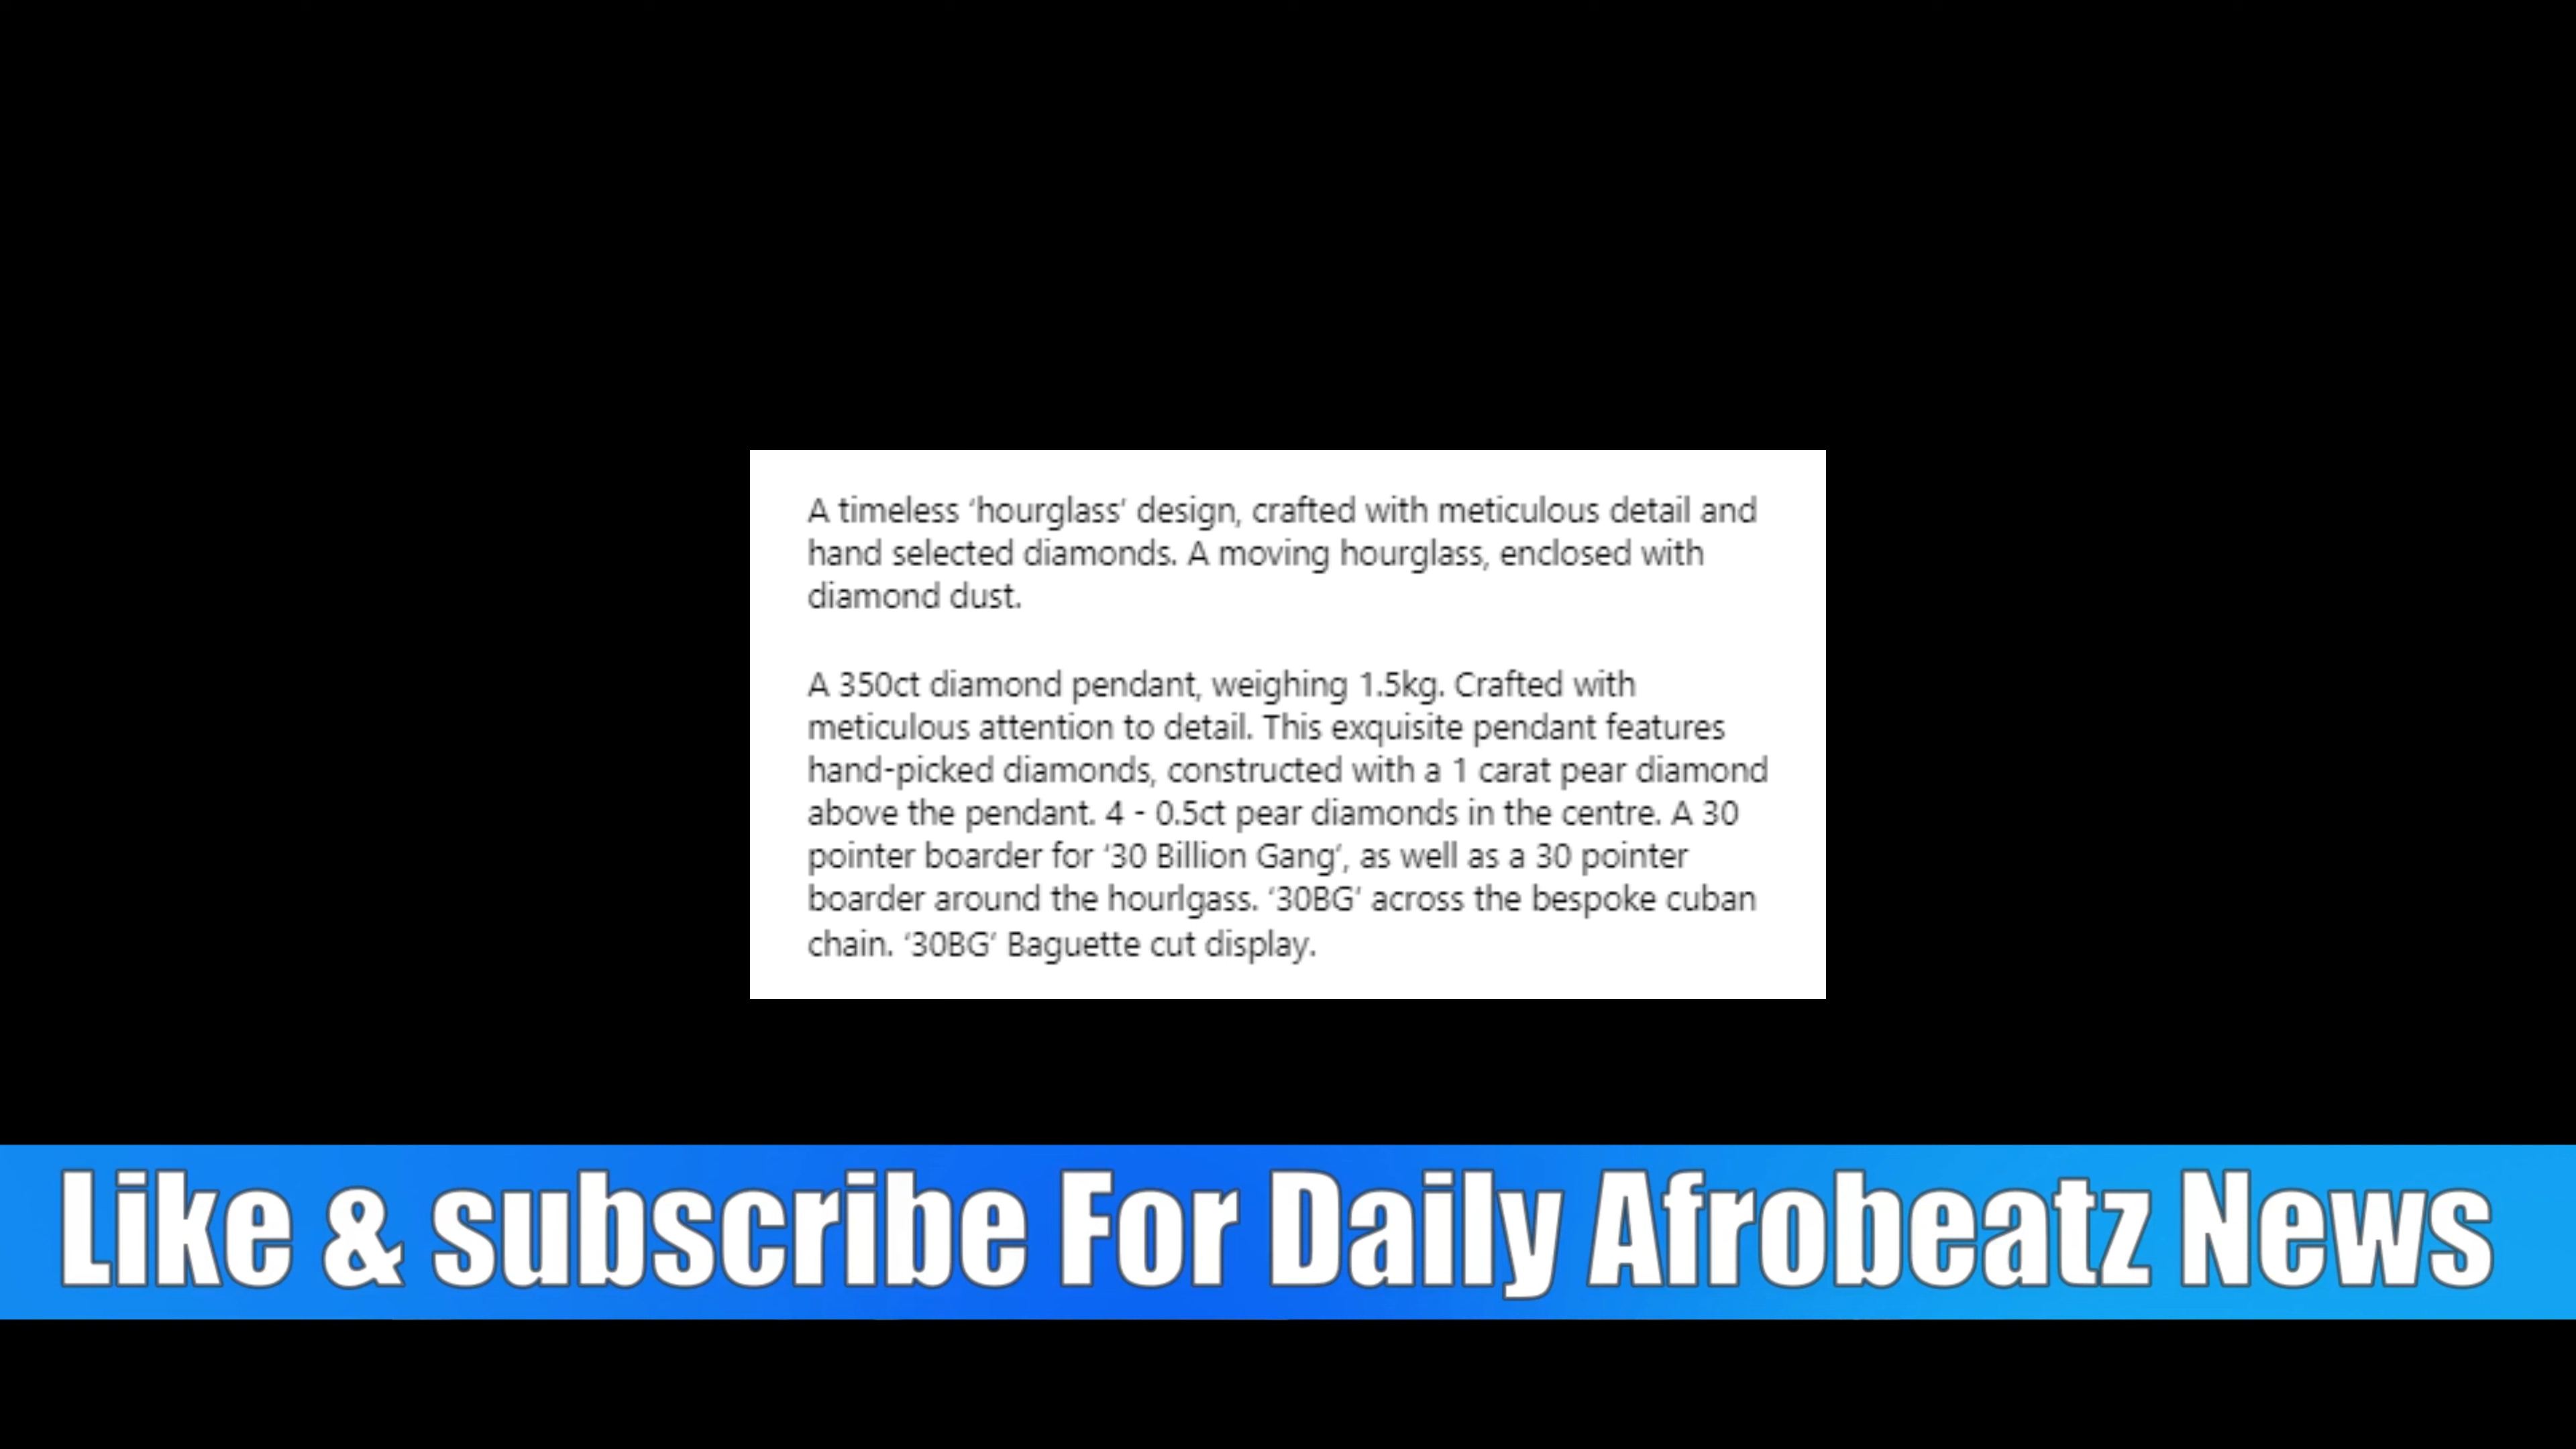 A timeless ‘hourglass’ design, crafted with meticulous detail and
hand selected diamonds. A moving hourglass, enclosed with
diamond dust.
A 350ct diamond pendant, weighing 1.5kg. Crafted with
meticulous attention to detail. This exquisite pendant features
hand-picked diamonds, constructed with a 1 carat pear diamond
above the pendant. 4 - 0.5ct pear diamonds in the centre. A 30
pointer boarder for ‘30 Billion Gang‘, as well as a 30 pointer
boarder around the hourlgass. ‘30BG’ across the bespoke cuban
chain. ‘30BG’ Baguette cut display.
Like & subscribe For Daily Afrobeatz News